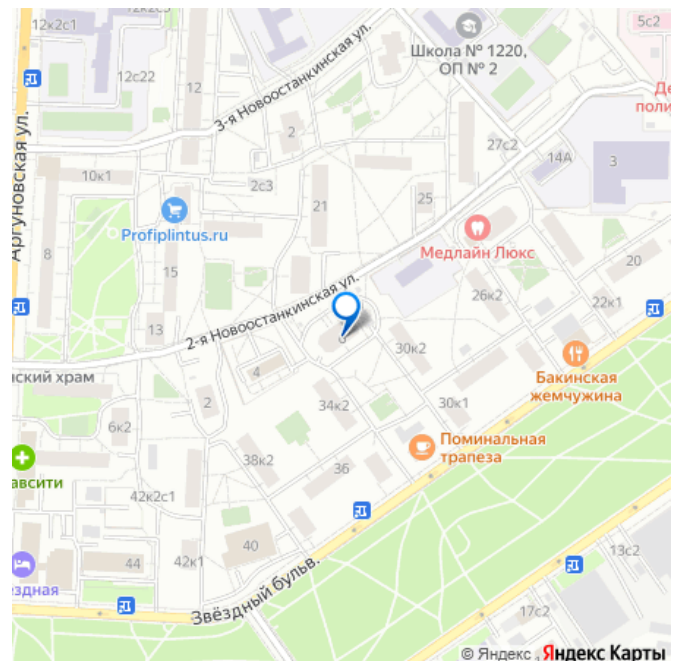 12к2с1
12к2с3
5с2
Школа № 1220,
ОП № 2
12с22
12
3-я Новоостанкинская ул.
2
Де
поли
27с2
14А
3
Аргуновская ул.
10к1
2с3
21
25
Profiplintus.ru
Медлайн Люкс
8
15
20
26к2
22к1
2-я Новоостанкинская ул.
13
30к2
нский храм
4
Бакинская
жемчужина
2
34к2
30к1
6к2
Поминальная
трапеза
38к2
36
авсити
42к2с1
40
13с2
42к1
44
ёздная
Звёздный бульв.
17с2
© Яндекс
Яндекс Карты